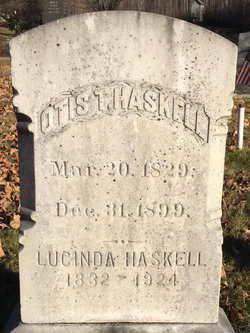 OTIS T. HASKELL
Mar. 20. 1829.
Dec. 31. 1899.
LUCINDA HASKELL
1832 - 1924